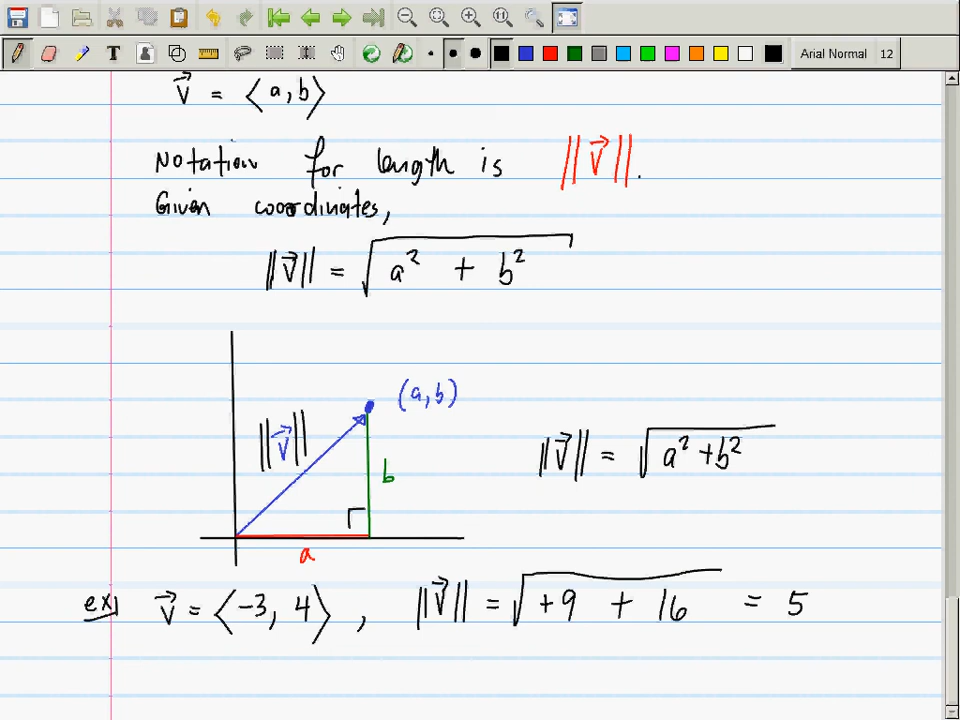 Arial Normal 12
v⃗ = ⟨a, b⟩
Notation for length is ||v⃗||.
Given coordinates,
||v⃗|| = √(a² + b²)
(a, b)
||v⃗||
b
||v⃗|| = √(a² + b²)
a
ex) v⃗ = ⟨-3, 4⟩, ||v⃗|| = √(+9 + 16) = 5